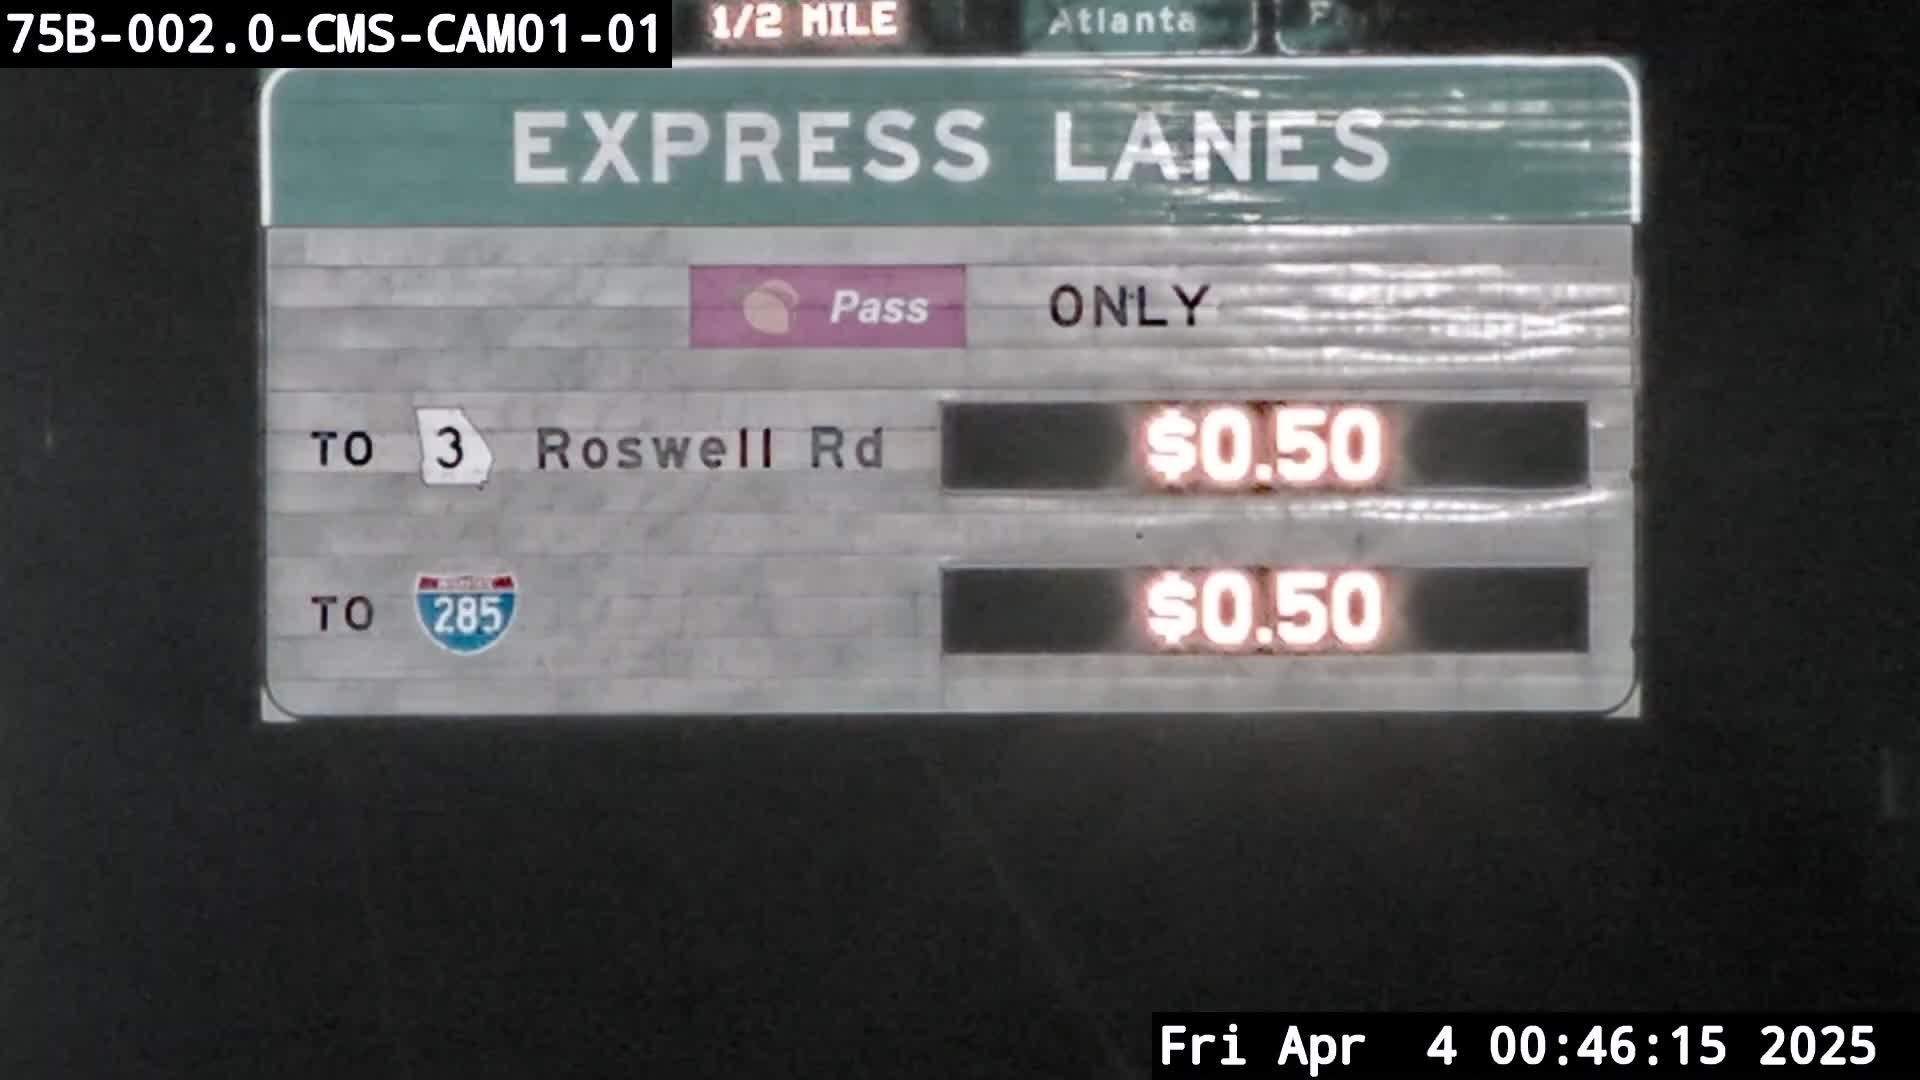 75B-002.0-CMS-CAM01-01
1/2 MILE
Atlanta
EXPRESS LANES
Pass ONLY
TO 3 Roswell Rd $0.50
TO 285 $0.50
Fri Apr 4 00:46:15 2025